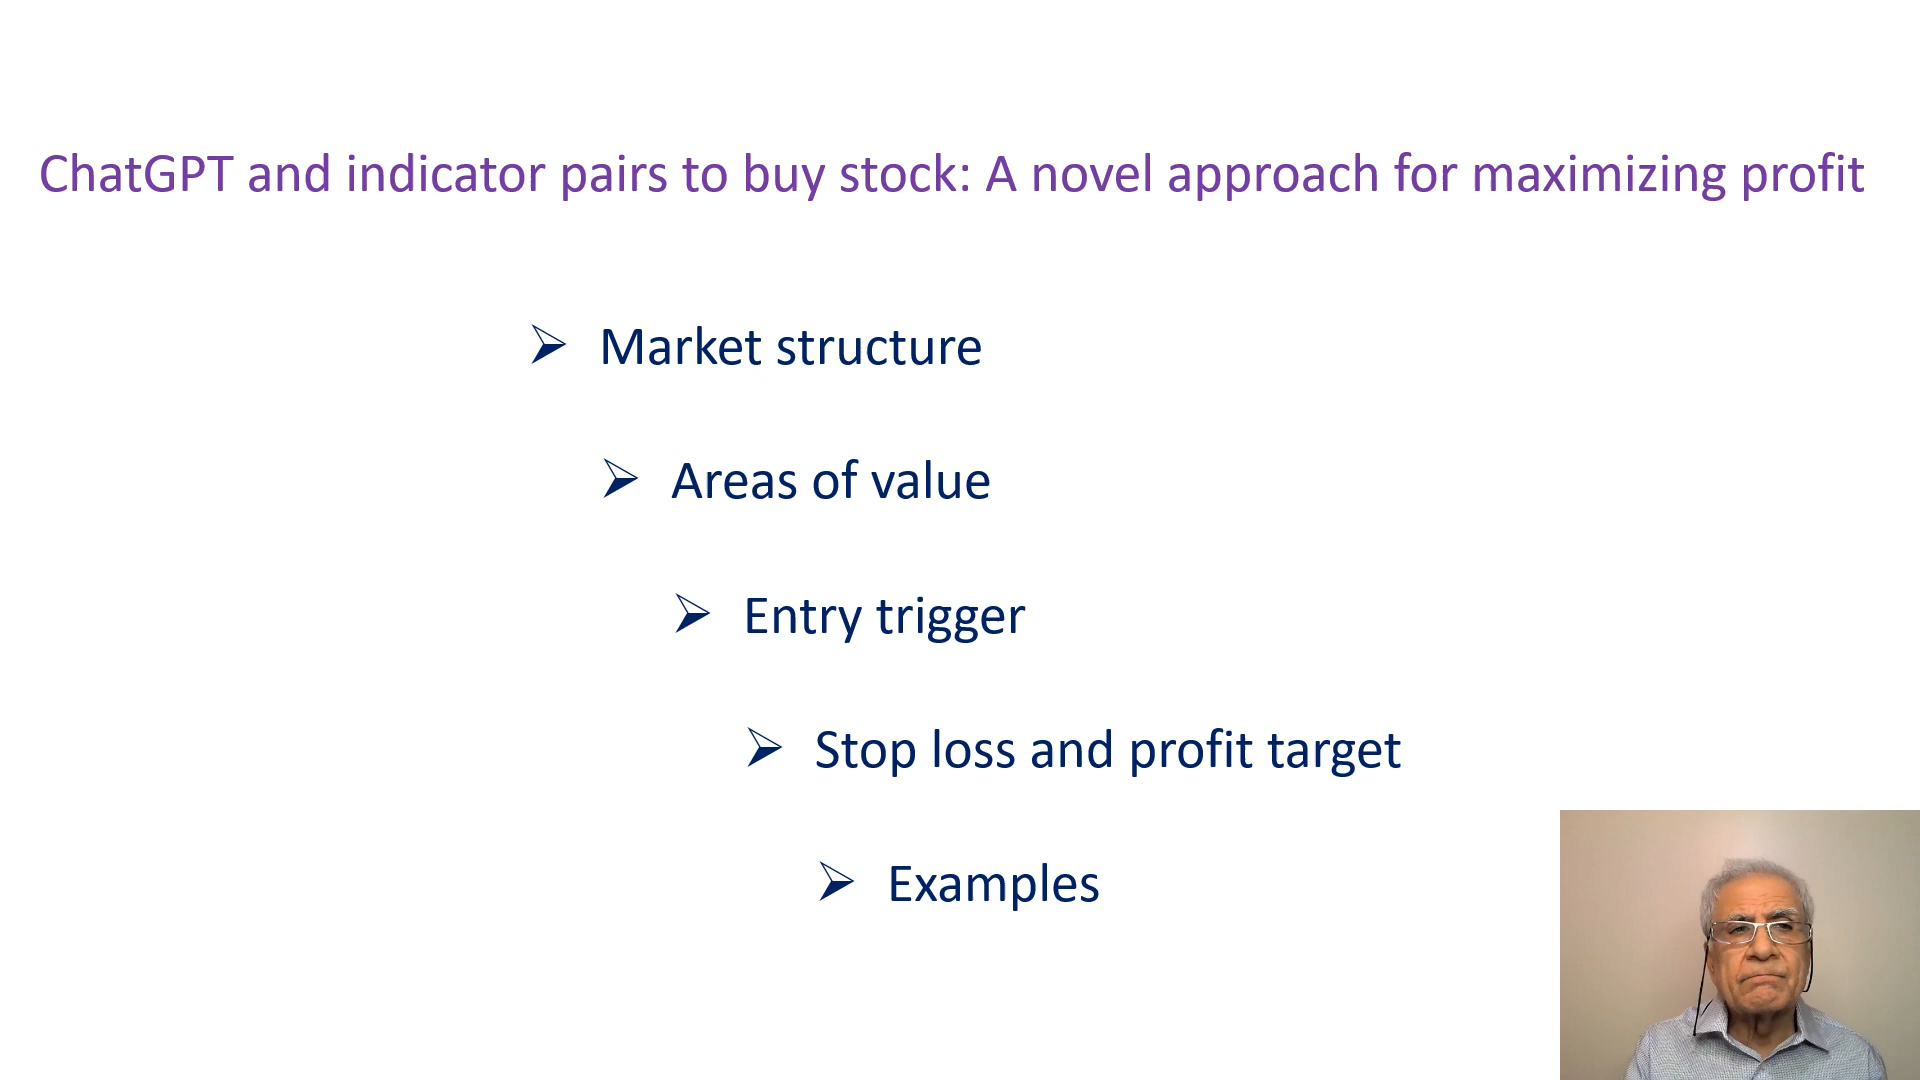 ChatGPT and indicator pairs to buy stock: A novel approach for maximizing profit
Market structure
Areas of value
Entry trigger
Stop loss and profit target
Examples